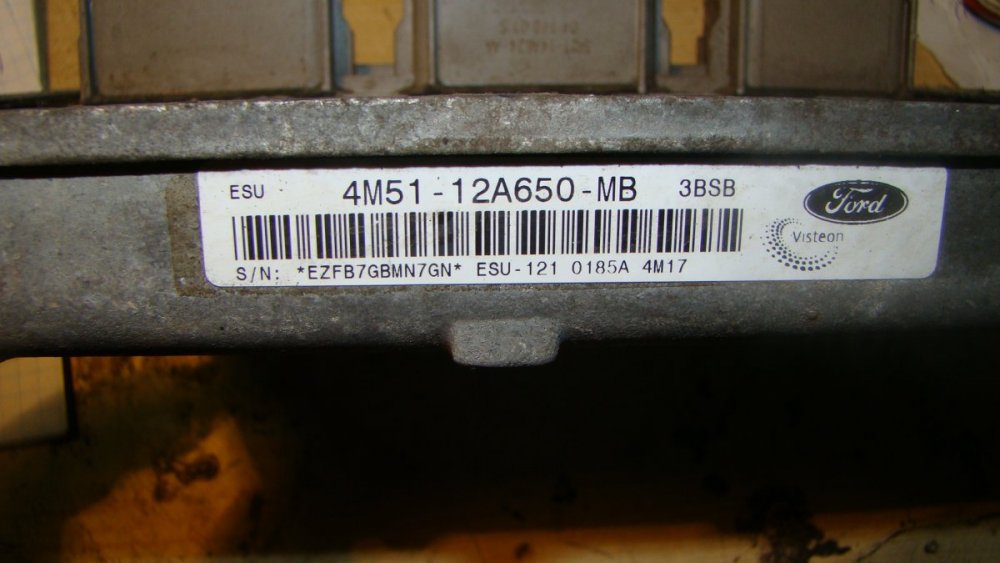 ESU 4M51-12A650-MB 3BSB
Ford
Visteon
S/N: *EZFB7GBMN7GN* ESU-121 0185A 4M17